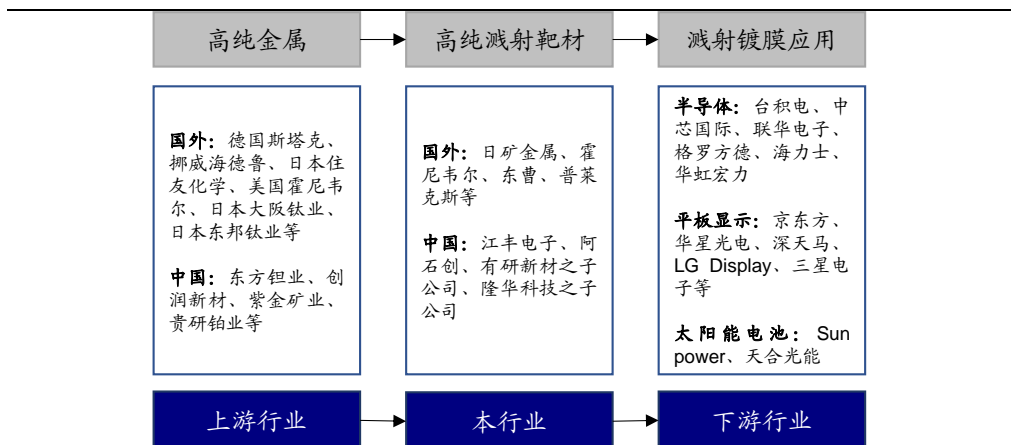 高纯金属
高纯溅射靶材
溅射镀膜应用
国外：德国斯塔克、
挪威海德鲁、日本住
友化学、美国霍尼韦
尔、日本大阪钛业、
日本东邦钛业等
中国：东方钽业、创
润新材、紫金矿业、
贵研铂业等
国外：日矿金属、霍
尼韦尔、东曹、普莱
克斯等
中国：江丰电子、阿
石创、有研新材之子
公司、隆华科技之子
公司
半导体：台积电、中
芯国际、联华电子、
格罗方德、海力士、
华虹宏力
平板显示：京东方、
华星光电、深天马、
LG Display、三星电
子等
太阳能电池：Sun
power、天合光能
上游行业
本行业
下游行业